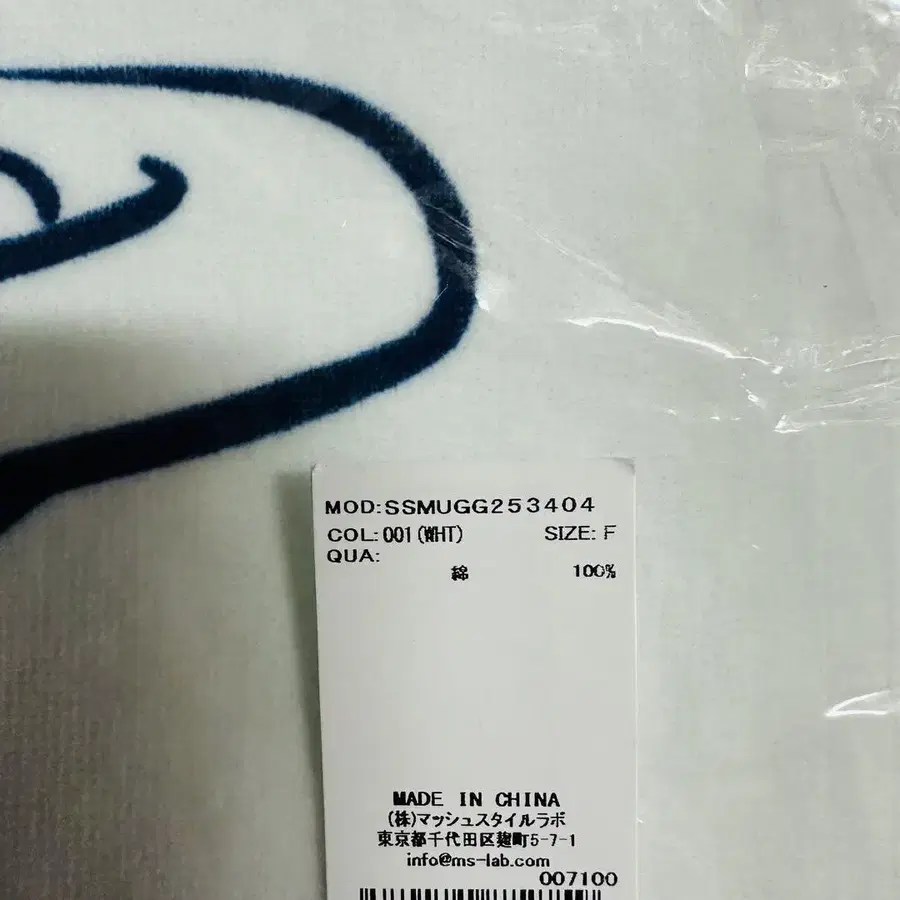 MOD:SSMUGG253404
COL:001(WHT) SIZE: F
QUA:
綿 100%
MADE IN CHINA
(株)マッシュスタイルラボ
東京都千代田区麹町5-7-1
info@ms-lab.com
007100